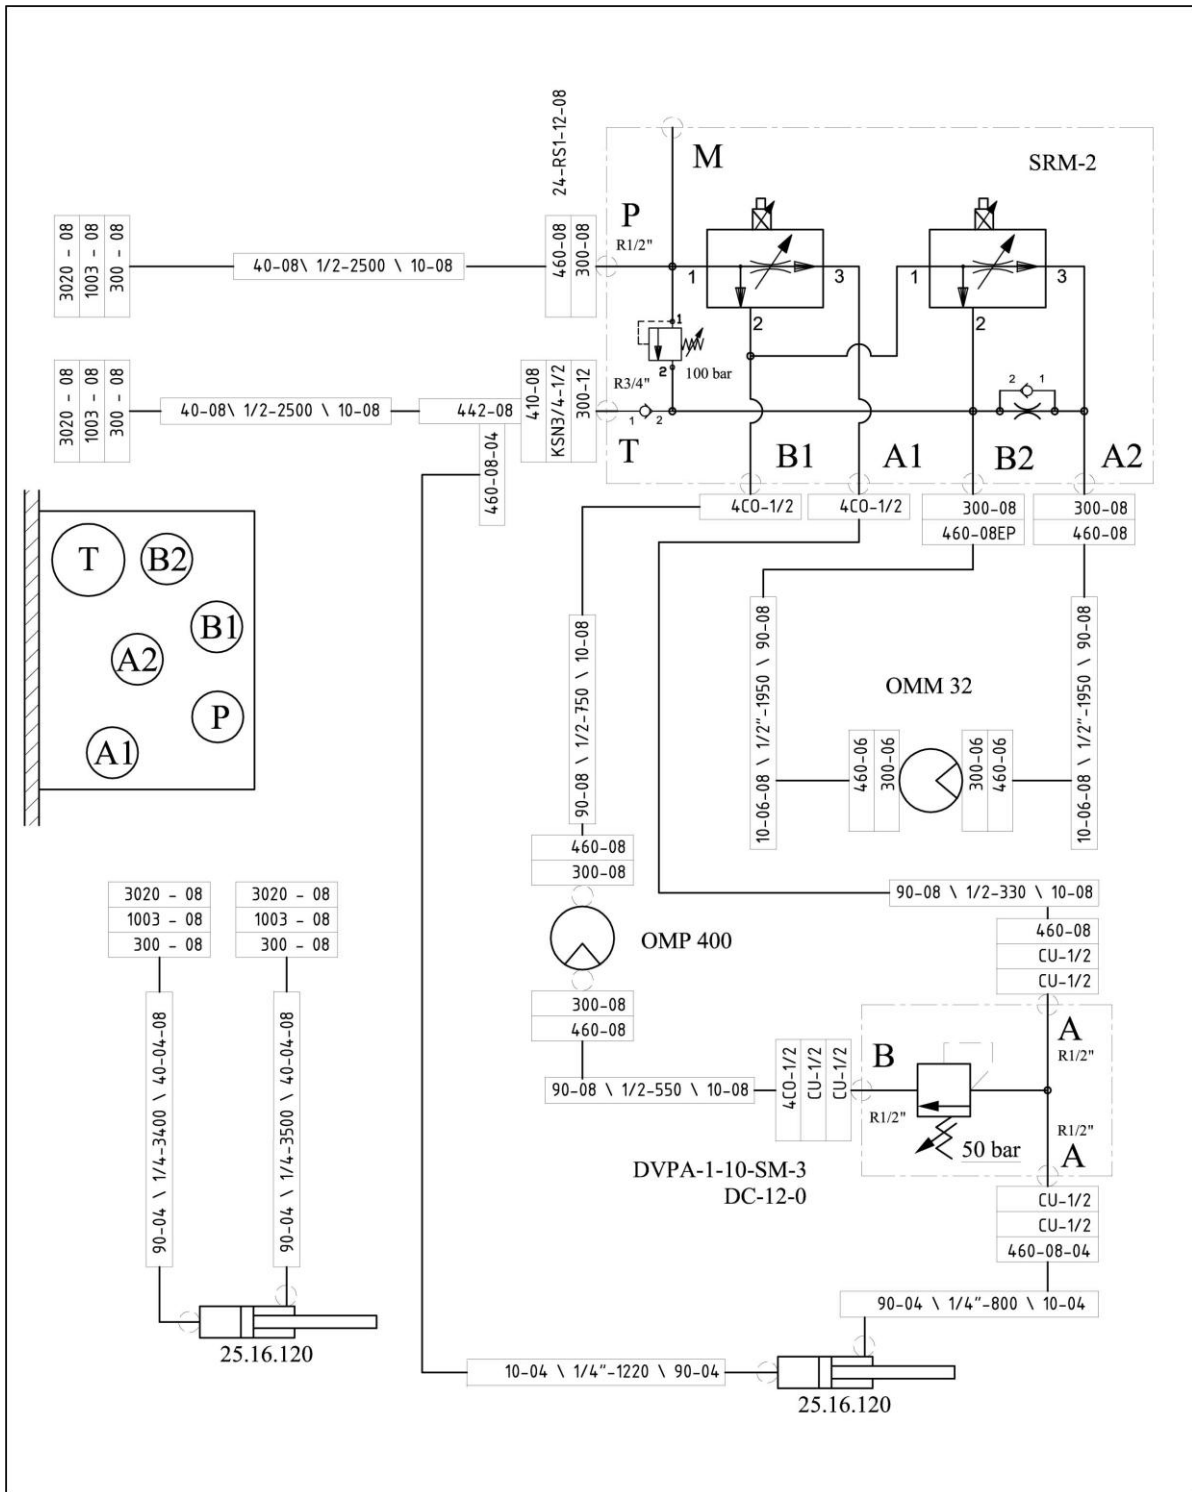 24-RS1-12-08
M
SRM-2
P
R1/2"
3020 - 08
1003 - 08
300 - 08
40-08\ 1/2-2500 \ 10-08
460-08
300-08
1
3
2
1
3
2
1
2
100 bar
3020 - 08
1003 - 08
300 - 08
40-08\ 1/2-2500 \ 10-08
442-08
460-08-04
410-08
KSN3/4-1/2
300-12
R3/4"
1 2
T
2 1
B1
A1
B2
A2
4CO-1/2
4CO-1/2
300-08
460-08EP
300-08
460-08
T
B2
B1
A2
P
A1
90-08 \ 1/2-750 \ 10-08
10-06-08 \ 1/2"-1950 \ 90-08
10-06-08 \ 1/2"-1950 \ 90-08
OMM 32
460-06
300-06
300-06
460-06
460-08
300-08
OMP 400
300-08
460-08
90-08 \ 1/2-330 \ 10-08
460-08
CU-1/2
CU-1/2
3020 - 08
1003 - 08
300 - 08
3020 - 08
1003 - 08
300 - 08
90-04 \ 1/4-3400 \ 40-04-08
90-04 \ 1/4-3500 \ 40-04-08
90-08 \ 1/2-550 \ 10-08
4CO-1/2
CU-1/2
CU-1/2
B
R1/2"
A
R1/2"
R1/2"
A
50 bar
DVPA-1-10-SM-3
DC-12-0
CU-1/2
CU-1/2
460-08-04
90-04 \ 1/4"-800 \ 10-04
25.16.120
10-04 \ 1/4"-1220 \ 90-04
25.16.120